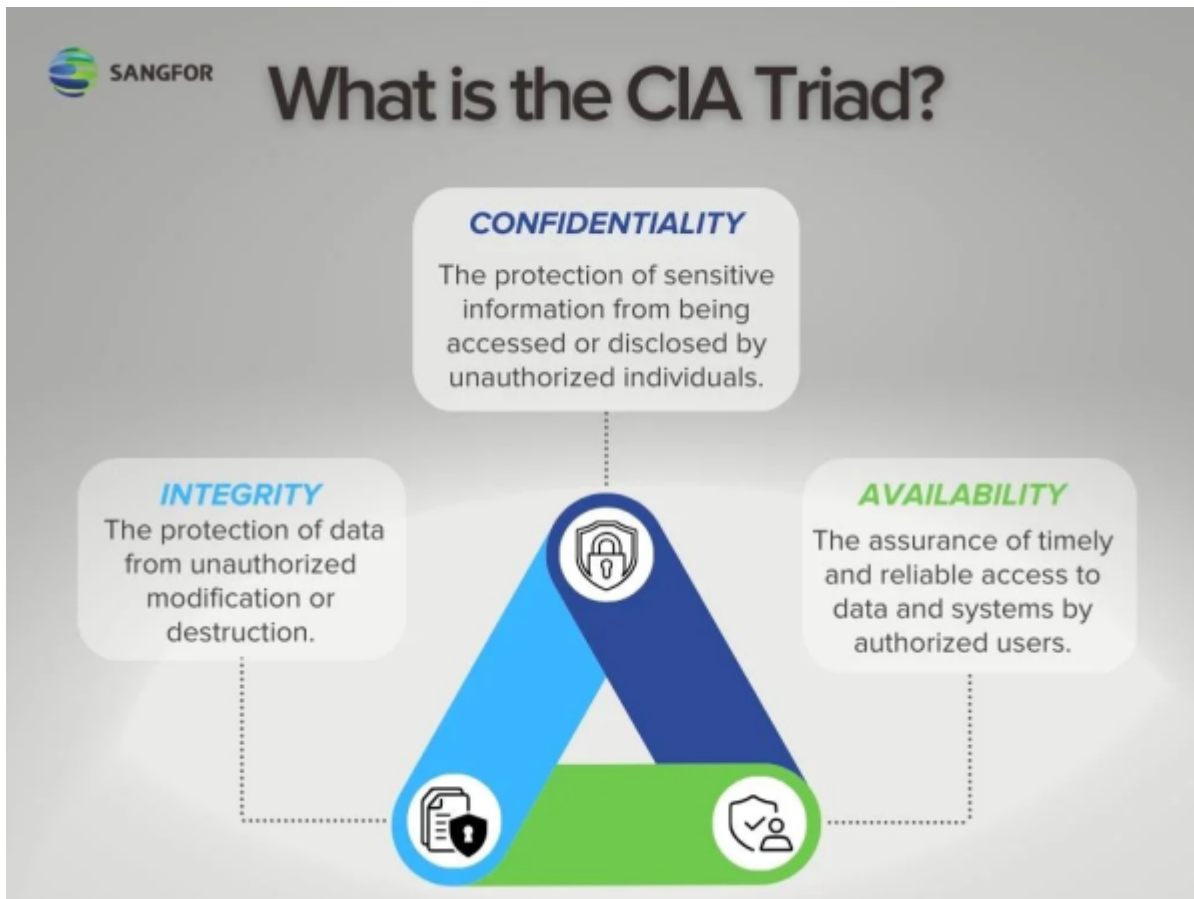 SANGFOR
What is the CIA Triad?
CONFIDENTIALITY
The protection of sensitive
information from being
accessed or disclosed by
unauthorized individuals.
INTEGRITY
The protection of data
from unauthorized
modification or
destruction.
AVAILABILITY
The assurance of timely
and reliable access to
data and systems by
authorized users.